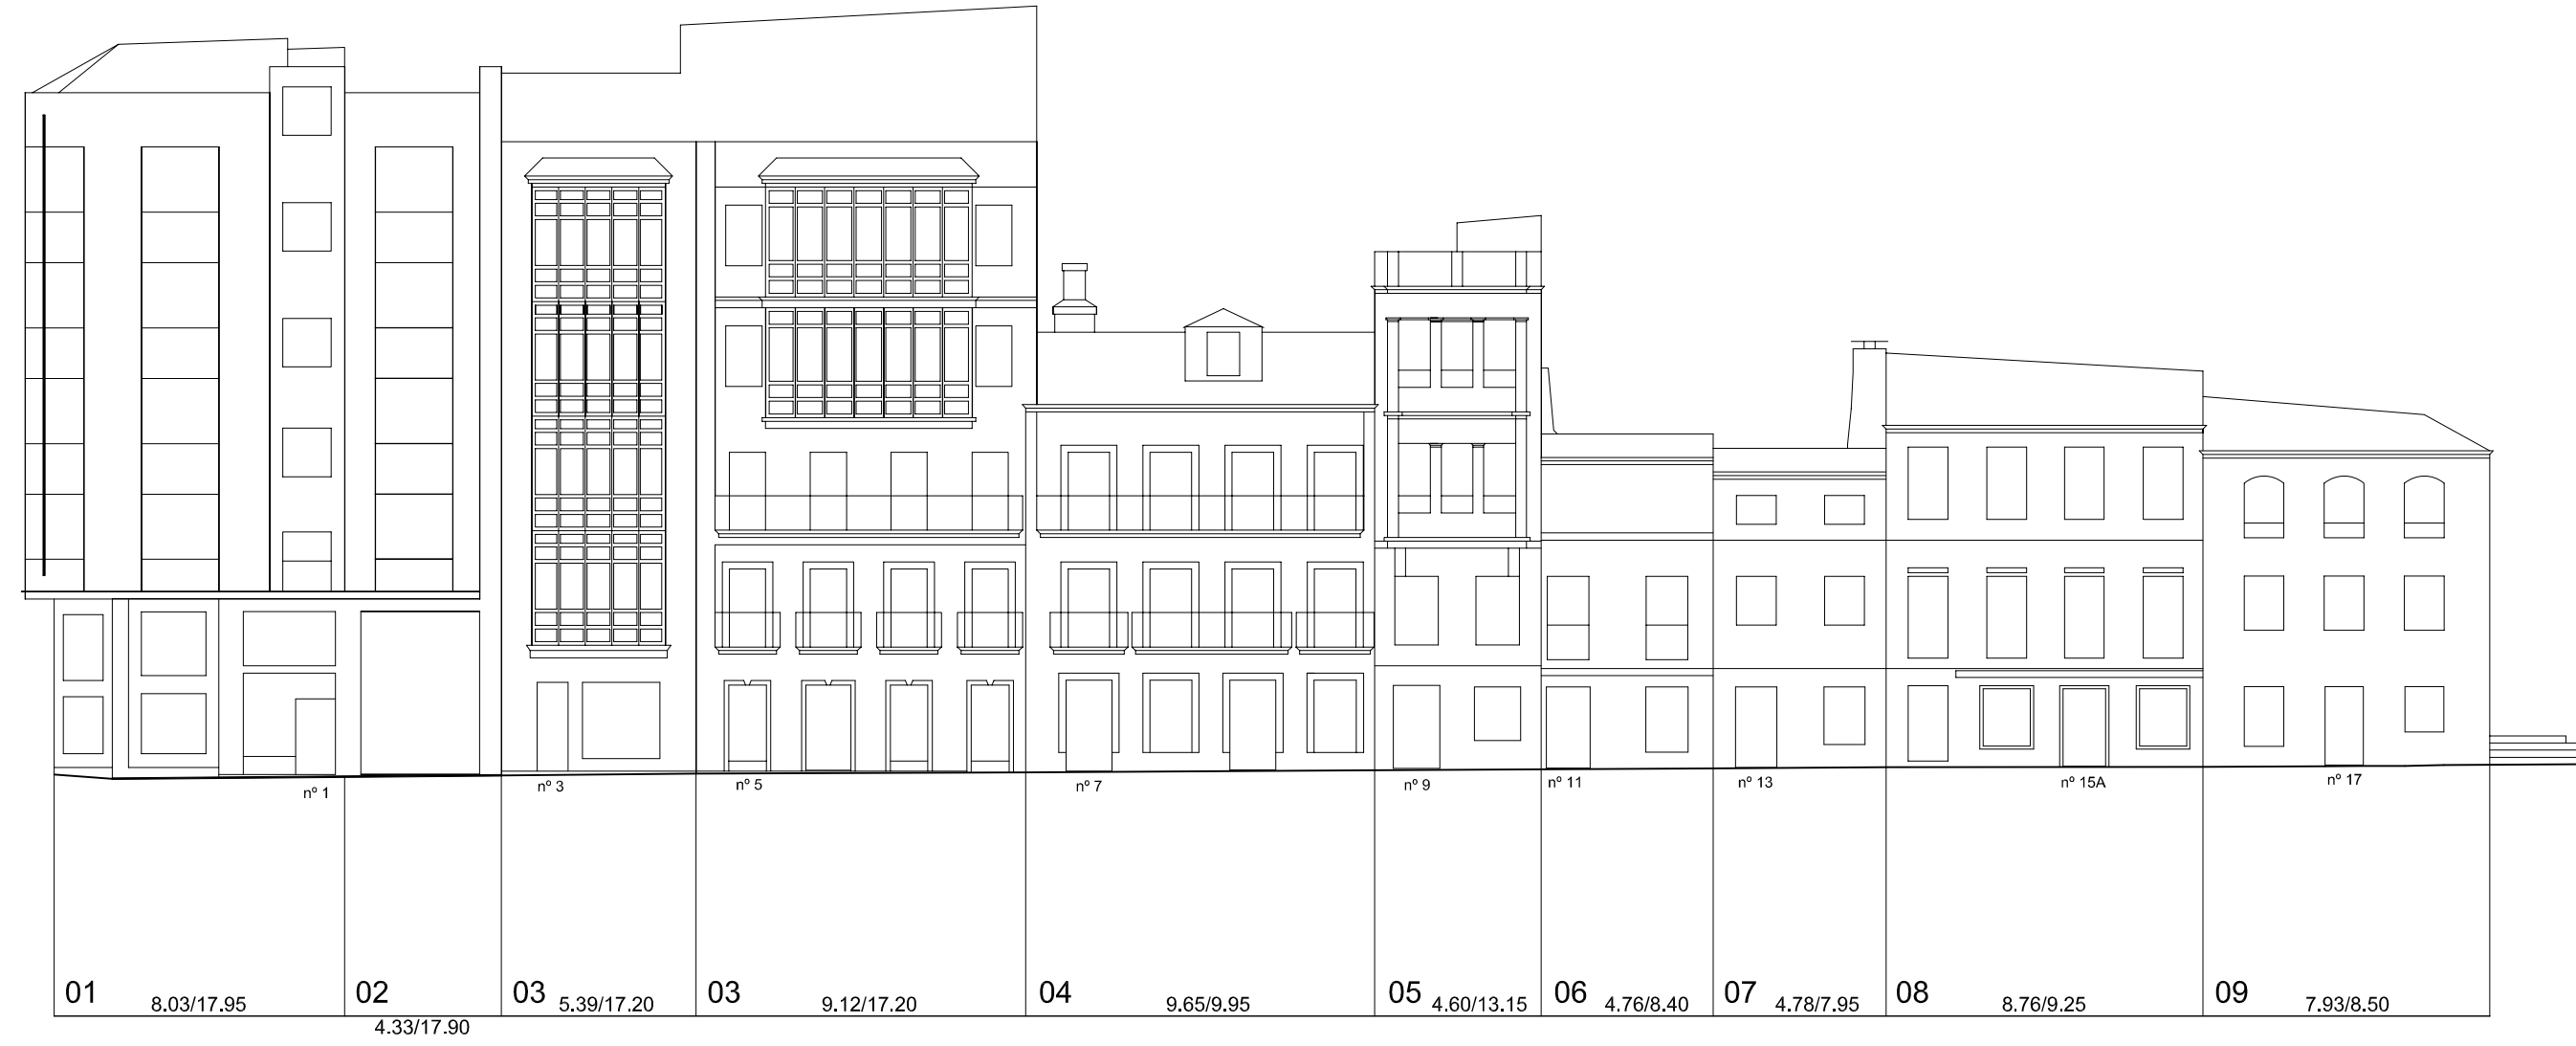 nº 1
nº 3
nº 5
nº 7
nº 9
nº 11
nº 13
nº 15A
nº 17
01 8.03/17.95
02 4.33/17.90
03 5.39/17.20
03 9.12/17.20
04 9.65/9.95
05 4.60/13.15
06 4.76/8.40
07 4.78/7.95
08 8.76/9.25
09 7.93/8.50